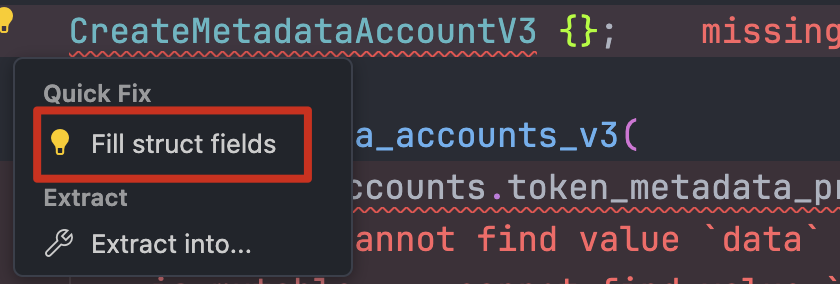 CreateMetadataAccountV3 {}; missing
Quick Fix
Fill struct fields
a_accounts_v3(
Extract
ccounts.token_metadata_pr
Extract into...
annot find value `data`